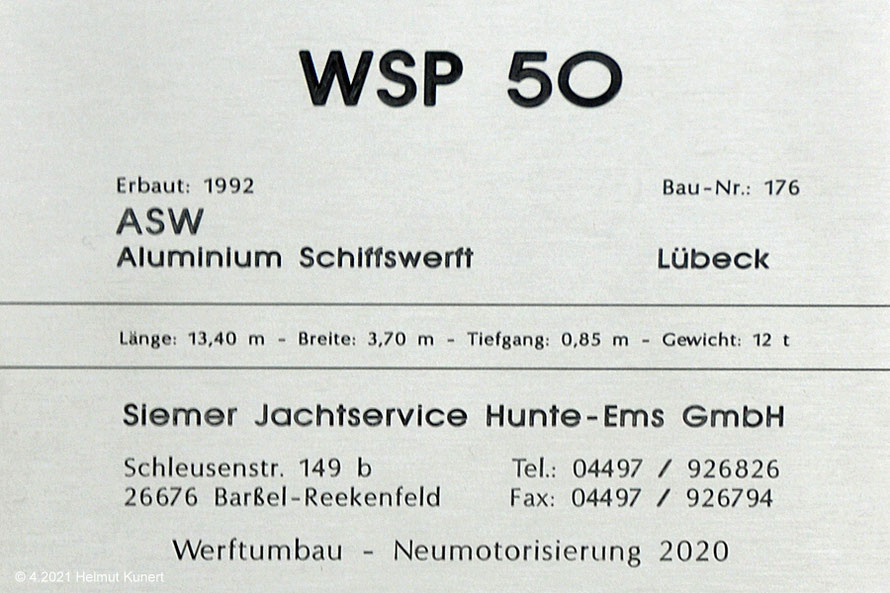 WSP 50
Erbaut: 1992 Bau-Nr.: 176
ASW
Aluminium Schiffswerft Lübeck
Länge: 13,40 m - Breite: 3,70 m - Tiefgang: 0,85 m - Gewicht: 12 t
Siemer Jachtservice Hunte-Ems GmbH
Schleusenstr. 149 b Tel.: 04497 / 926826
26676 Barßel-Reekenfeld Fax: 04497 / 926794
Werftumbau - Neumotorisierung 2020
© 4.2021 Helmut Kunert